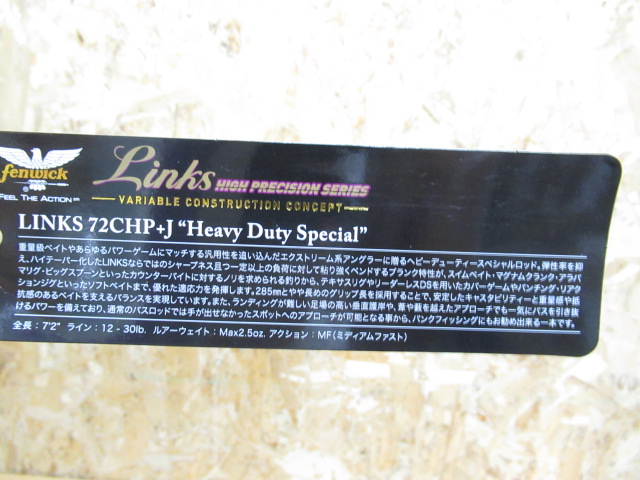 fenwick
FEEL THE ACTION
Links HIGH PRECISION SERIES
VARIABLE CONSTRUCTION CONCEPT
LINKS 72CHP+J “Heavy Duty Special”
重量級ベイトやあらゆるパワーゲームにマッチする汎用性を追い込んだエクストリーム系アングラーに贈るヘビーデューティースペシャルロッド。弾性率を抑
え、ハイテーパー化したLINKSならではのシャープネス且つ一定以上の負荷に対して粘り強くベンドするブランク特性が、スイムベイト・マグナムクランク・アラバ
マリグ・ビッグスプーンといったカウンターバイトに対するノリを求められる釣りから、テキサスリグやリーダーレスDSを用いたカバーゲームやパンチング・リアク
ションジグといったソフトベイトまで、優れた適応力を発揮します。285mmとやや長めのグリップ長を採用することで、安定したキャスタビリティーと重量感や抵
抗感のあるベイトを支えるバランスを実現しています。また、ランディングが難しい足場の高い垂直護岸や、葦や藪を越えたアプローチでも一気にバスを引き抜
けるパワーを備えており、通常のバスロッドでは手が出せなかったスポットへのアプローチが可能となる事から、バンクフィッシングにもお勧め出来る一本です。
全長：7'2" ライン：12 - 30lb. ルアーウェイト：Max2.5oz. アクション：MF（ミディアムファスト）